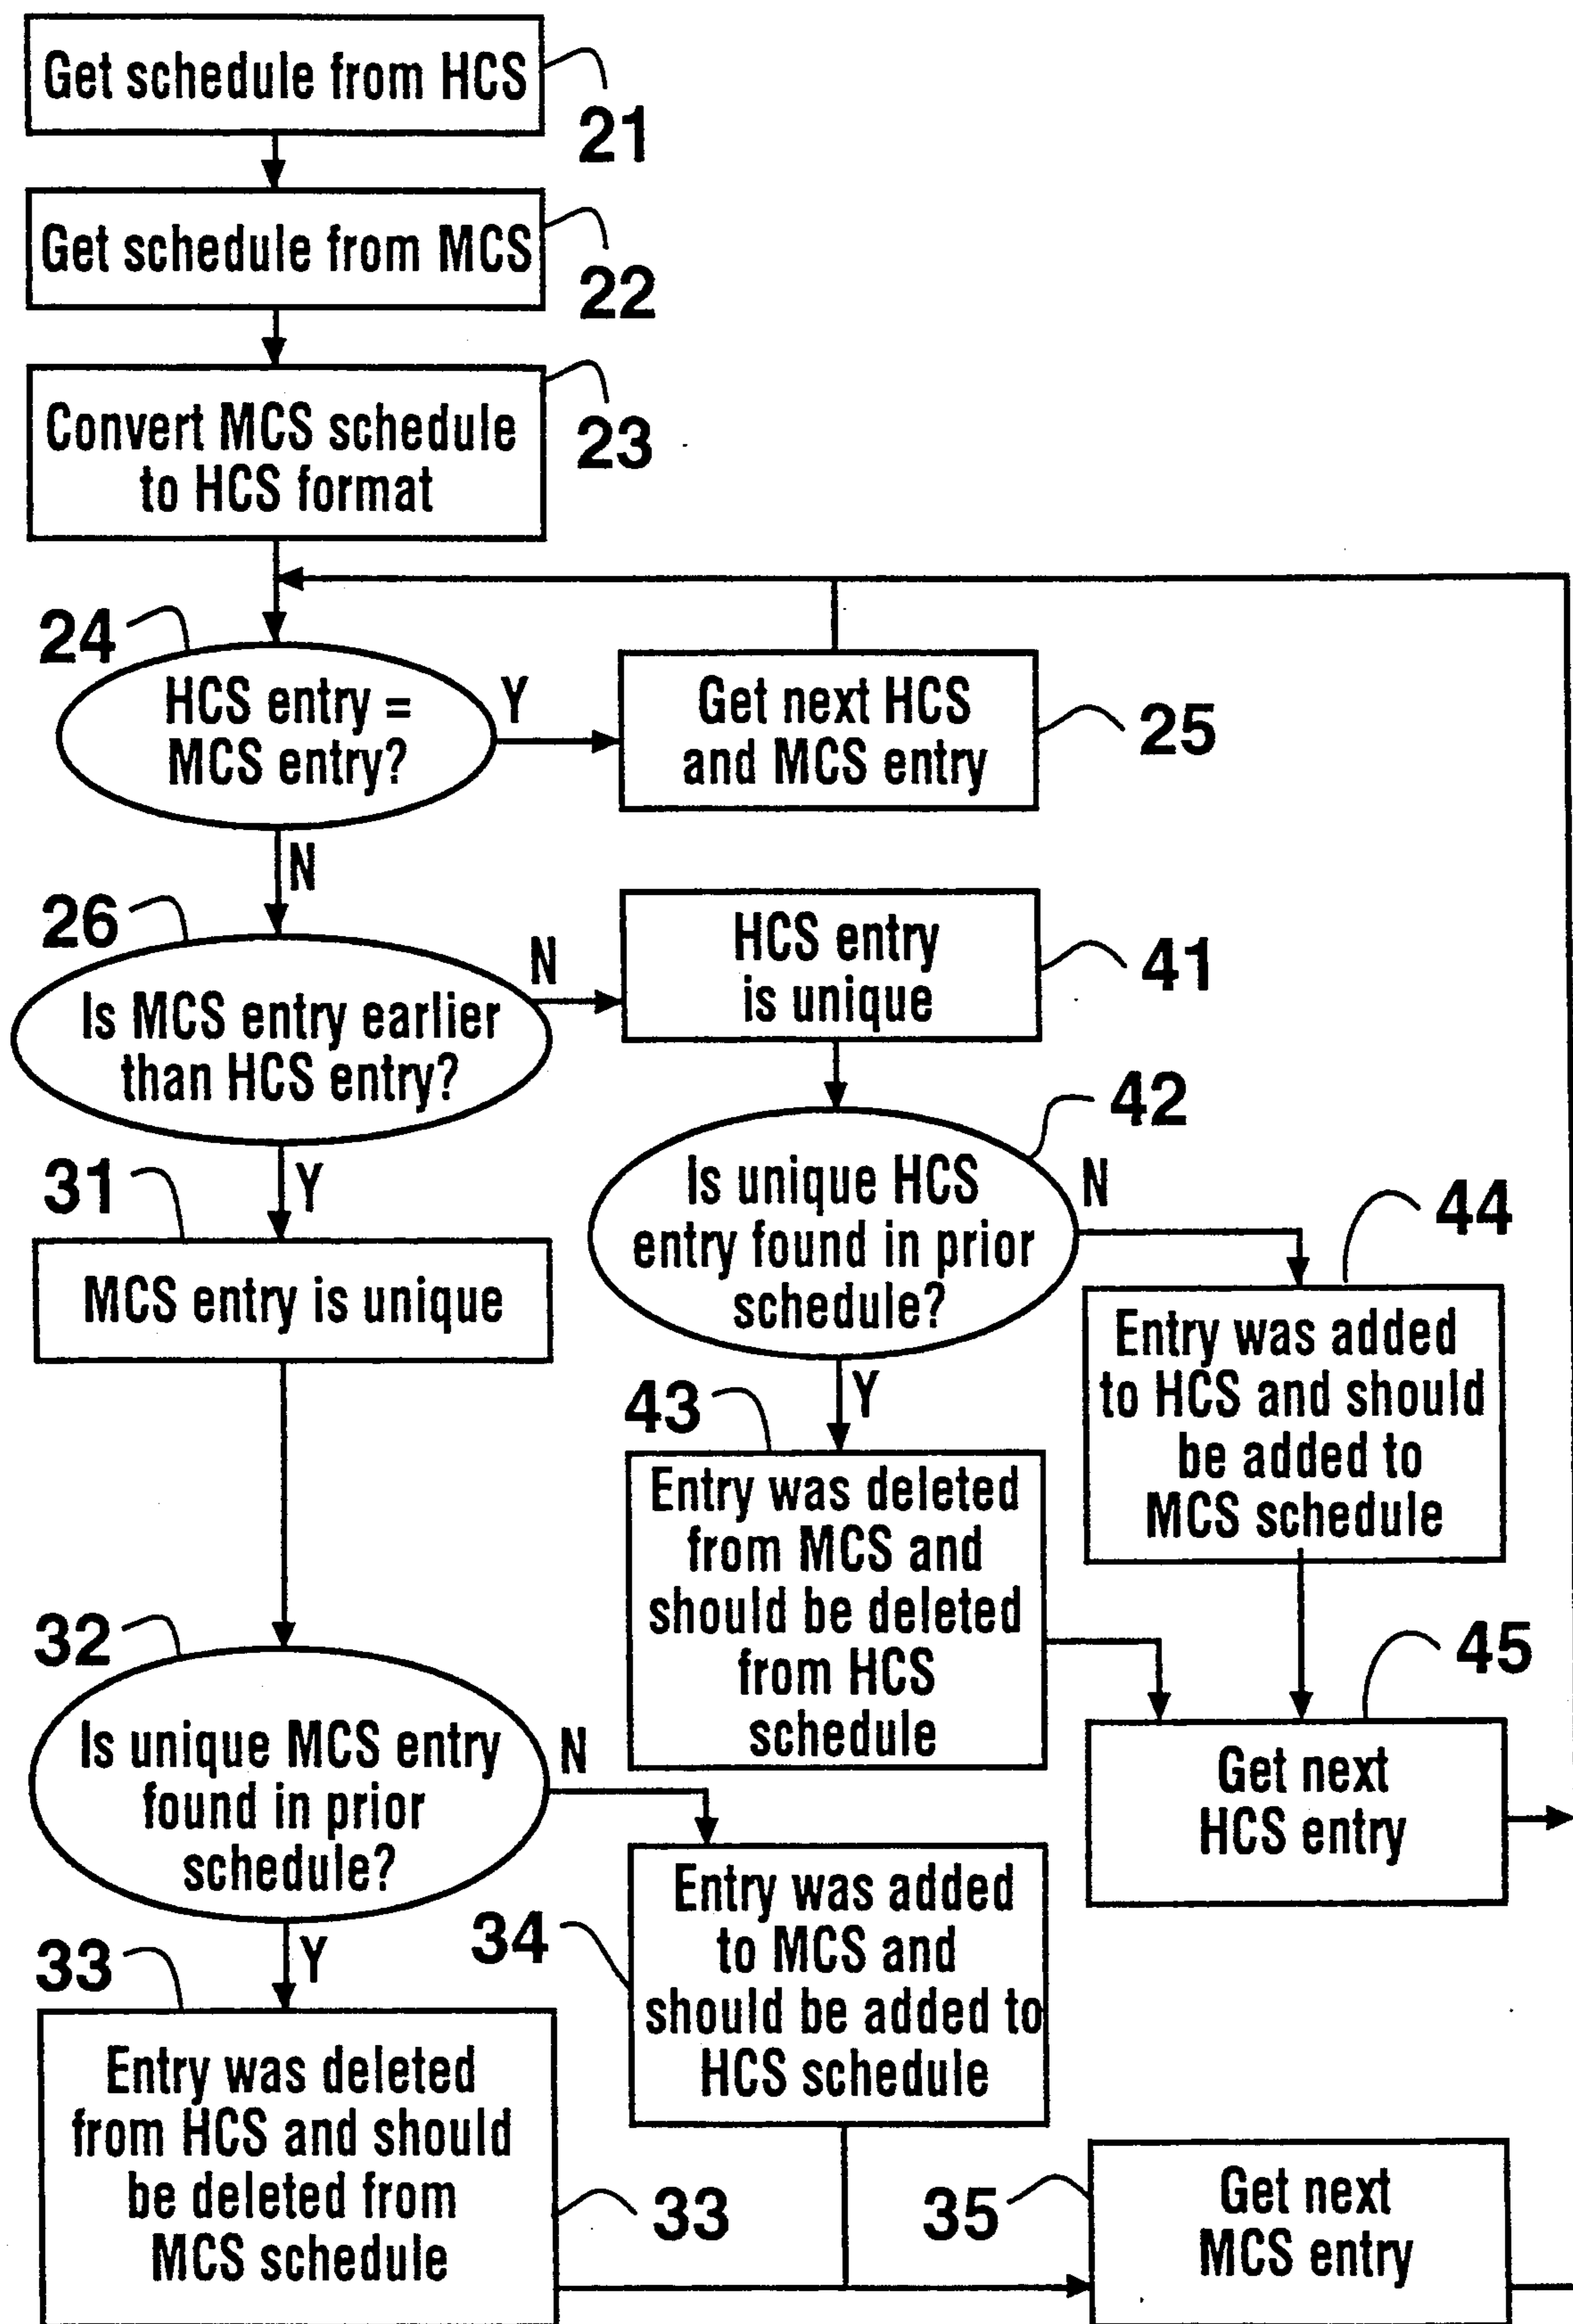 Get schedule from HCS
21
Get schedule from MCS
22
Convert MCS schedule
to HCS format
23
24
HCS entry =
MCS entry?
Y
Get next HCS
and MCS entry
25
N
26
Is MCS entry earlier
than HCS entry?
N
HCS entry
is unique
41
Y
31
MCS entry is unique
42
Is unique HCS
entry found in prior
schedule?
N
44
Entry was added
to HCS and should
be added to
MCS schedule
Y
43
Entry was deleted
from MCS and
should be deleted
from HCS
schedule
45
Get next
HCS entry
32
Is unique MCS entry
found in prior
schedule?
N
34
Entry was added
to MCS and
should be added to
HCS schedule
Y
33
Entry was deleted
from HCS and should
be deleted from
MCS schedule
33
35
Get next
MCS entry